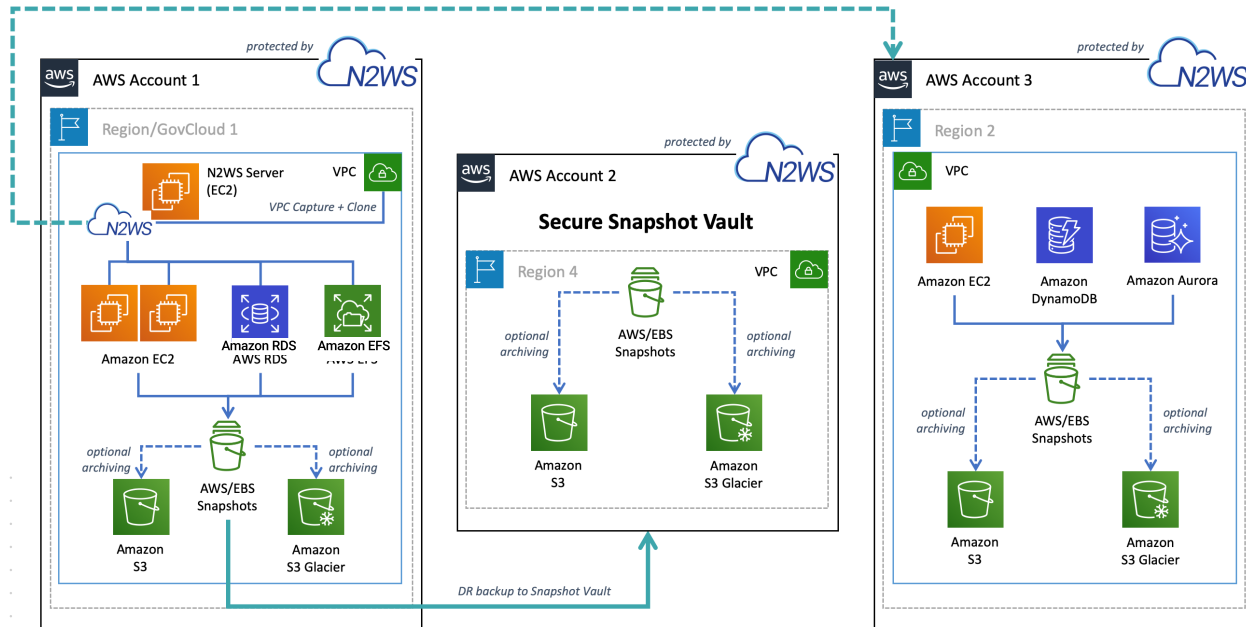 protected by
N2WS
aws
AWS Account 1
Region/GovCloud 1
N2WS Server
(EC2)
VPC
VPC Capture + Clone
N2WS
Amazon EC2
Amazon RDS
AWS RDS
Amazon EFS
AWS EFS
optional
archiving
optional
archiving
AWS/EBS
Snapshots
Amazon
S3
Amazon
S3 Glacier
DR backup to Snapshot Vault
protected by
N2WS
aws
AWS Account 2
Secure Snapshot Vault
Region 4
VPC
optional
archiving
optional
archiving
AWS/EBS
Snapshots
Amazon
S3
Amazon
S3 Glacier
protected by
N2WS
aws
AWS Account 3
Region 2
VPC
Amazon EC2
Amazon
DynamoDB
Amazon Aurora
AWS/EBS
Snapshots
optional
archiving
optional
archiving
Amazon
S3
Amazon
S3 Glacier